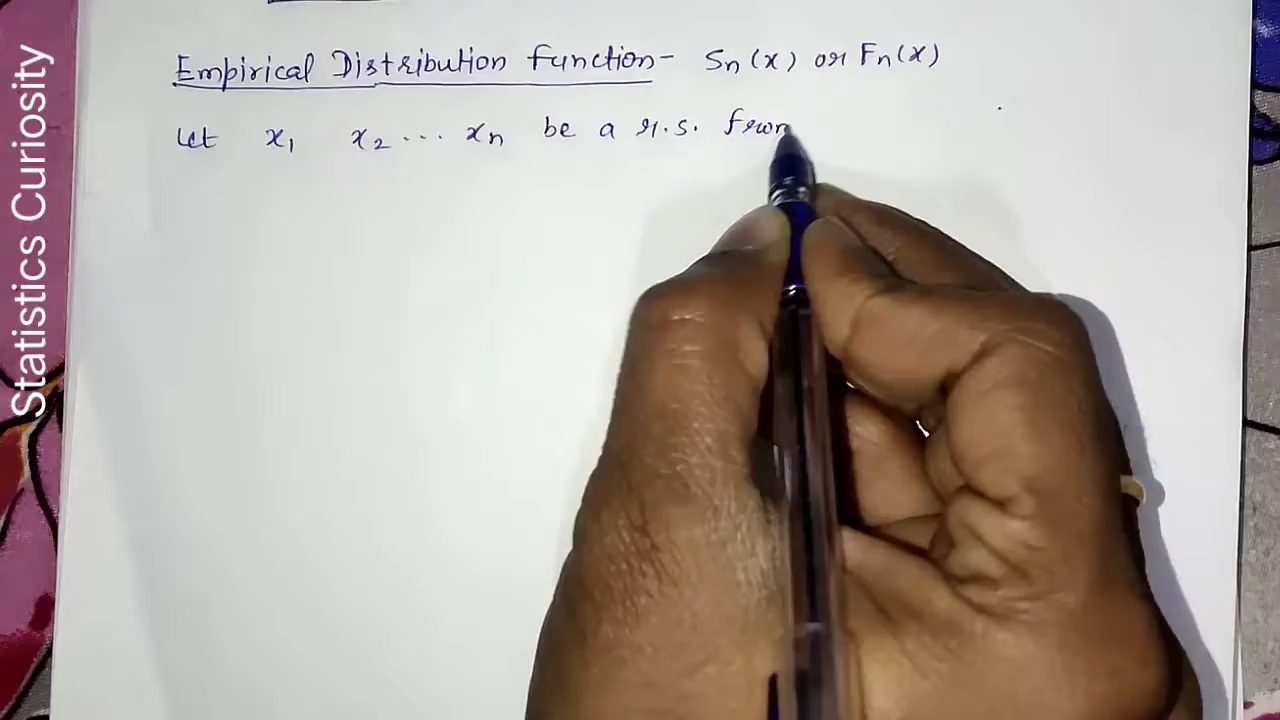 Empirical Distribution Function- Sn(x) or Fn(x)
Let x1 x2 ... xn be a r.s. from
Statistics Curiosity